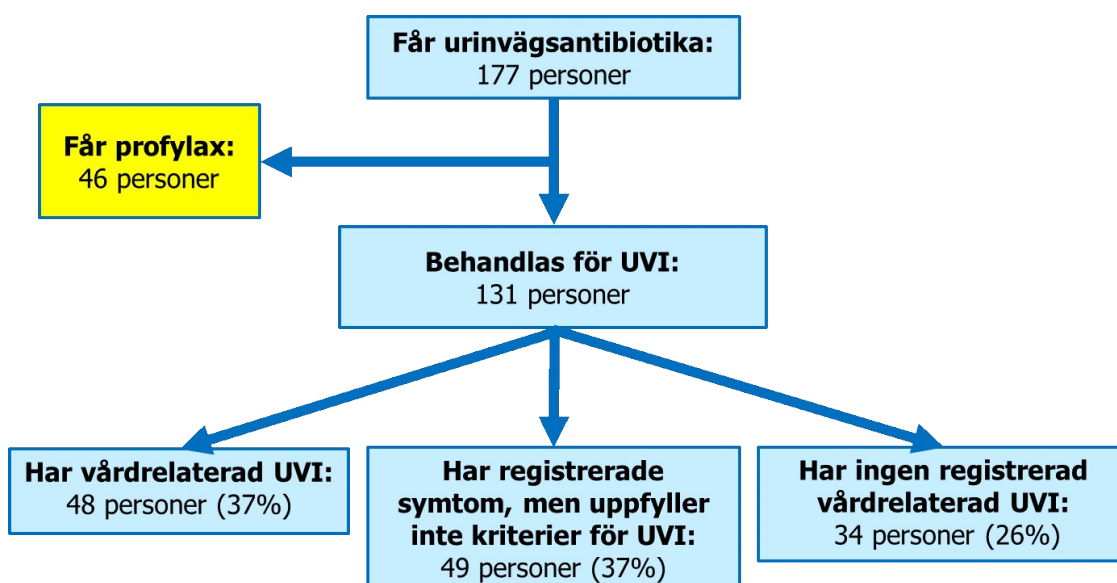 Får urinvägsantibiotika:
177 personer
Får profylax:
46 personer
Behandlas för UVI:
131 personer
Har vårdrelaterad UVI:
48 personer (37%)
Har registrerade
symtom, men uppfyller
inte kriterier för UVI:
49 personer (37%)
Har ingen registrerad
vårdrelaterad UVI:
34 personer (26%)